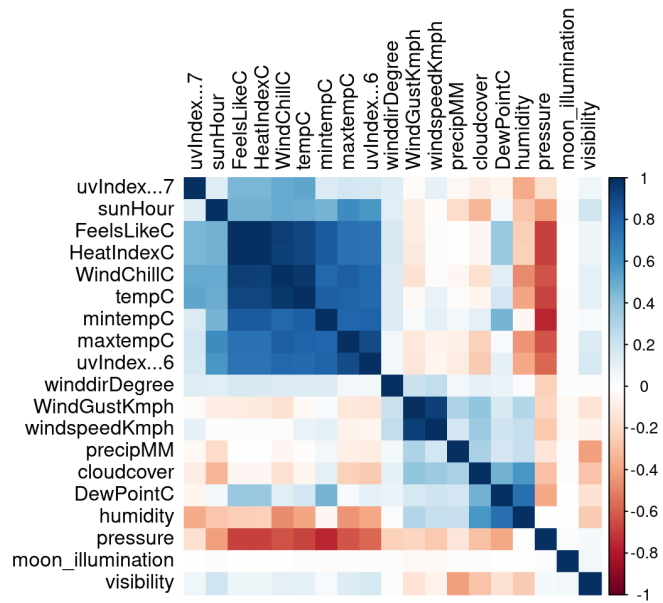 uvIndex...7
sunHour
FeelsLikeC
HeatIndexC
WindChillC
tempC
mintempC
maxtempC
uvIndex...6
winddirDegree
WindGustKmph
windspeedKmph
precipMM
cloudcover
DewPointC
humidity
pressure
moon_illumination
visibility
uvIndex...7
sunHour
FeelsLikeC
HeatIndexC
WindChillC
tempC
mintempC
maxtempC
uvIndex...6
winddirDegree
WindGustKmph
windspeedKmph
precipMM
cloudcover
DewPointC
humidity
pressure
moon_illumination
visibility
1
0.8
0.6
0.4
0.2
0
-0.2
-0.4
-0.6
-0.8
-1